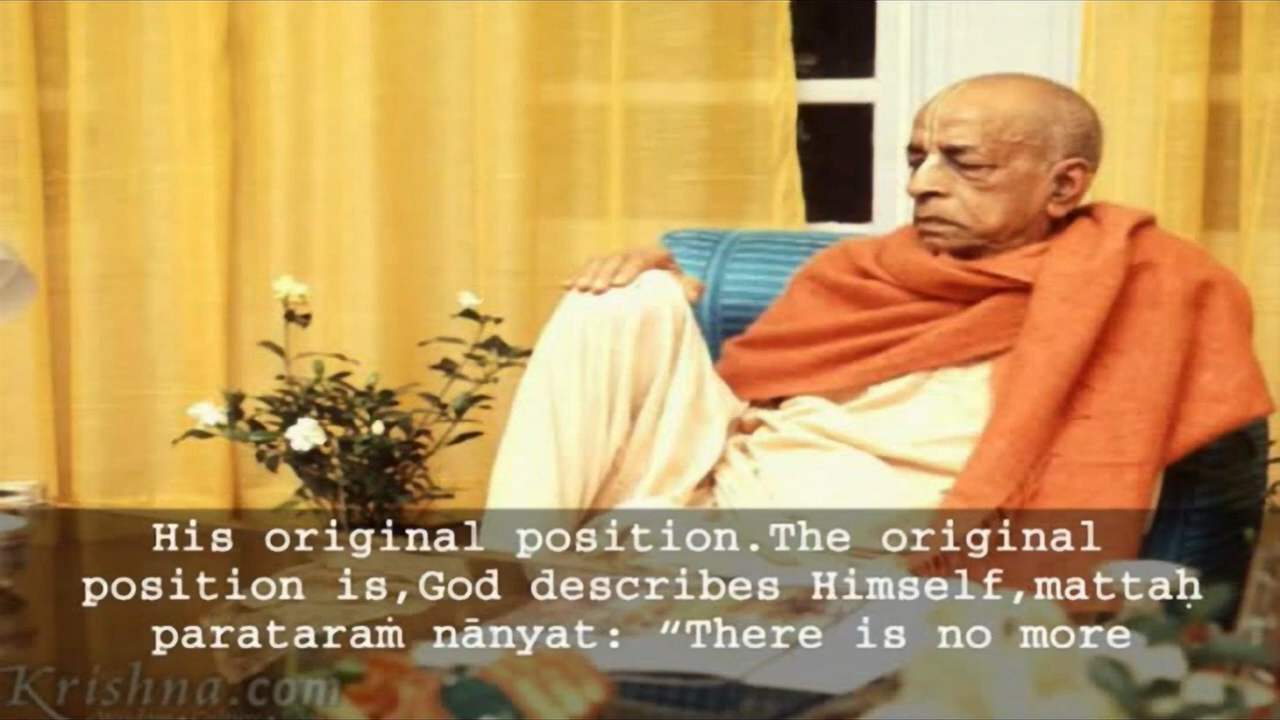 His original position.The original
position is,God describes Himself,mattaḥ
parataraṁ nānyat: “There is no more
Krishna.com